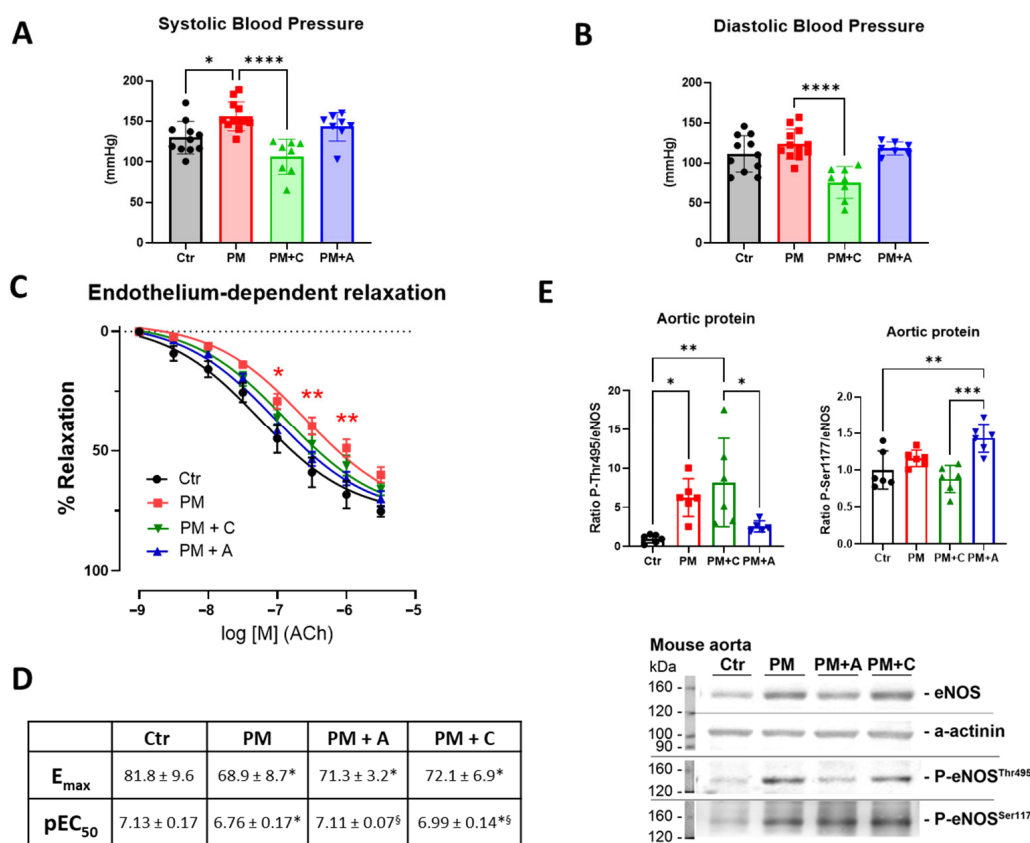 A
Systolic Blood Pressure
*
****
(mmHg)
200
150
100
50
0
Ctr
PM
PM+C
PM+A
B
Diastolic Blood Pressure
****
(mmHg)
200
150
100
50
0
Ctr
PM
PM+C
PM+A
C
Endothelium-dependent relaxation
% Relaxation
0
50
100
*
**
**
Ctr
PM
PM + C
PM + A
−9
−8
−7
−6
−5
log [M] (ACh)
D
Ctr PM PM + A PM + C
Emax 81.8 ± 9.6 68.9 ± 8.7* 71.3 ± 3.2* 72.1 ± 6.9*
pEC50 7.13 ± 0.17 6.76 ± 0.17* 7.11 ± 0.07§ 6.99 ± 0.14*§
E
Aortic protein
**
*
*
Ratio P-Thr495/eNOS
20
15
10
5
0
Ctr
PM
PM+C
PM+A
Aortic protein
**
***
Ratio P-Ser1177/eNOS
2.0
1.5
1.0
0.5
0.0
Ctr
PM
PM+C
PM+A
Mouse aorta
kDa
Ctr PM PM+A PM+C
160 -
120 -
- eNOS
100 -
90 -
- a-actinin
160 -
120 -
- P-eNOSThr495
160 -
120 -
- P-eNOSSer117